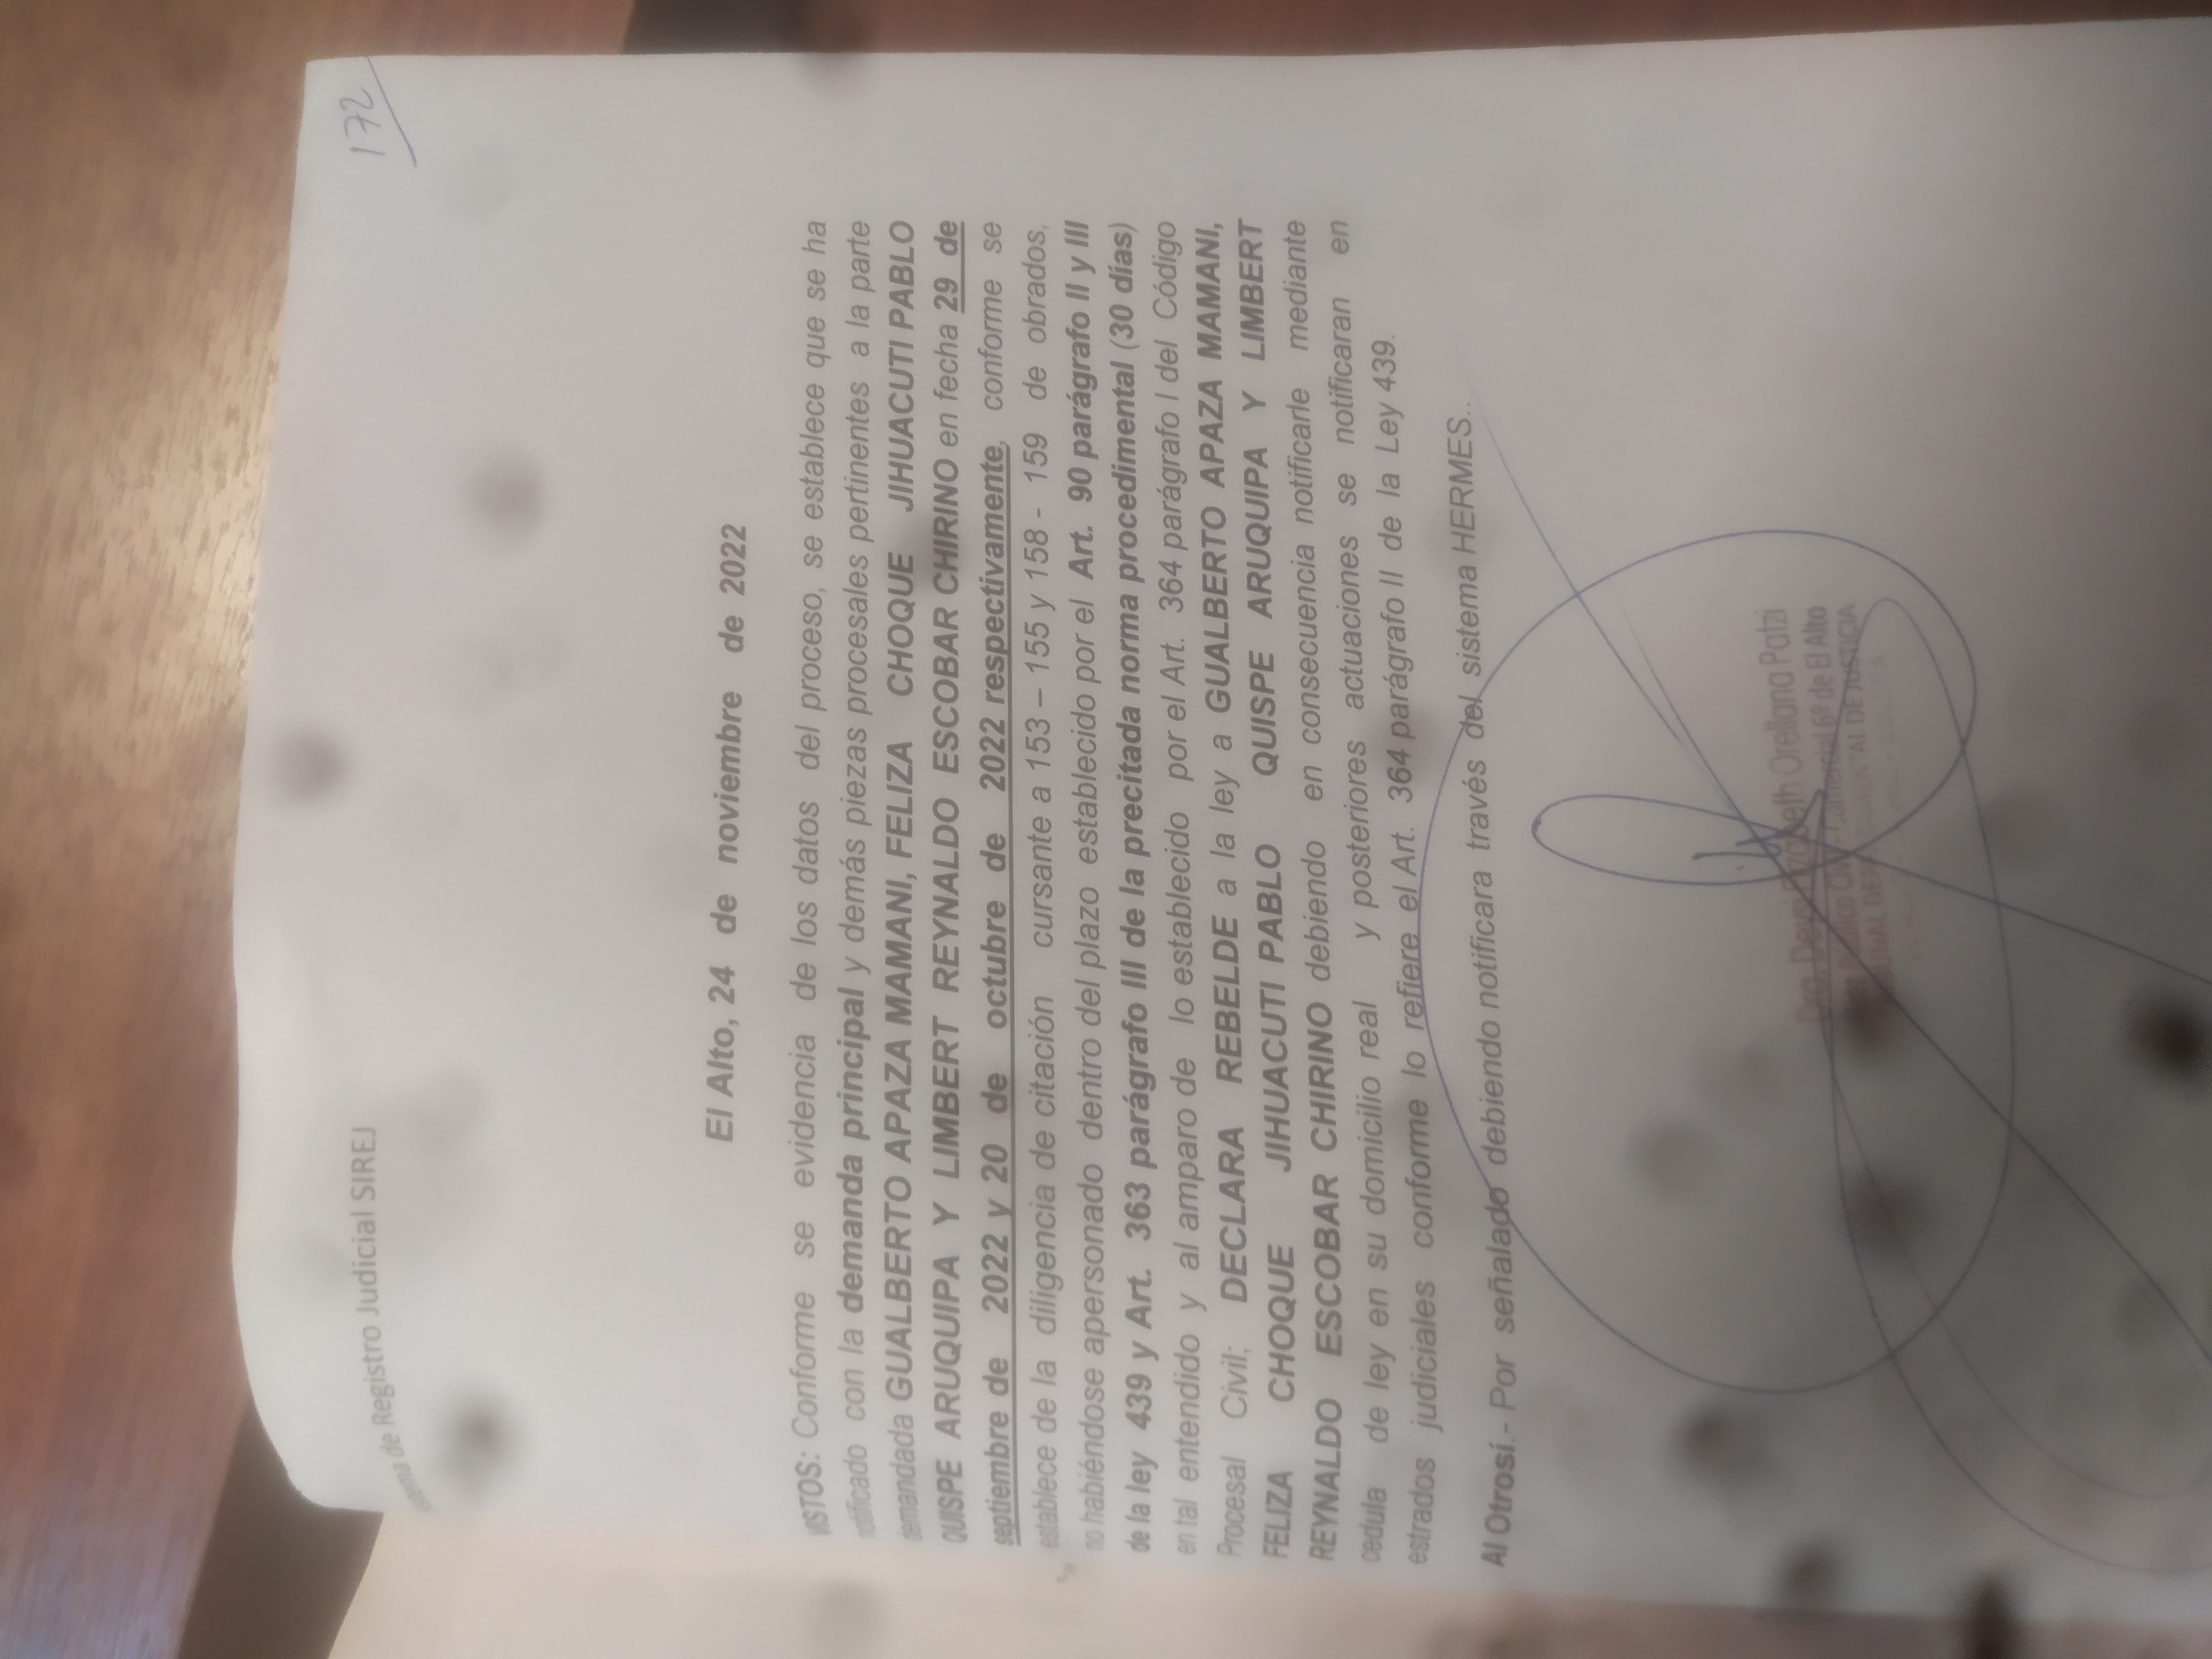 Sistema de Registro Judicial SIREJ
172
El Alto, 24 de noviembre de 2022
VISTOS: Conforme se evidencia de los datos del proceso, se establece que se ha
notificado con la demanda principal y demás piezas procesales pertinentes a la parte
demandada GUALBERTO APAZA MAMANI, FELIZA CHOQUE JIHUACUTI PABLO
QUISPE ARUQUIPA Y LIMBERT REYNALDO ESCOBAR CHIRINO en fecha 29 de
septiembre de 2022 y 20 de octubre de 2022 respectivamente, conforme se
establece de la diligencia de citación cursante a 153 – 155 y 158 - 159 de obrados,
no habiéndose apersonado dentro del plazo establecido por el Art. 90 parágrafo II y III
de la ley 439 y Art. 363 parágrafo III de la precitada norma procedimental (30 días)
en tal entendido y al amparo de lo establecido por el Art. 364 parágrafo I del Código
Procesal Civil; DECLARA REBELDE a la ley a GUALBERTO APAZA MAMANI,
FELIZA CHOQUE JIHUACUTI PABLO QUISPE ARUQUIPA Y LIMBERT
REYNALDO ESCOBAR CHIRINO debiendo en consecuencia notificarle mediante
cedula de ley en su domicilio real y posteriores actuaciones se notificaran en
estrados judiciales conforme lo refiere el Art. 364 parágrafo II de la Ley 439.
Al Otrosí.- Por señalado debiendo notificara través del sistema HERMES..
Dra. Deysi Elizabeth Orellana Patzi
Juez Público Civil - Comercial 6º de El Alto
TRIBUNAL DEPARTAMENTAL DE JUSTICIA
BOLIVIA